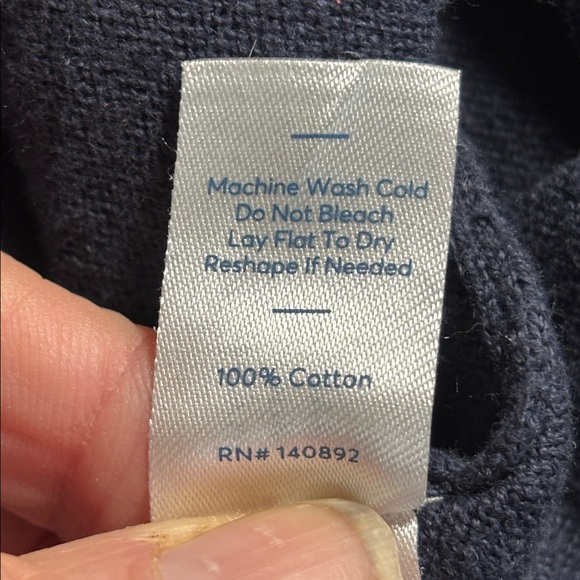 Machine Wash Cold
Do Not Bleach
Lay Flat To Dry
Reshape If Needed
100% Cotton
RN# 140892